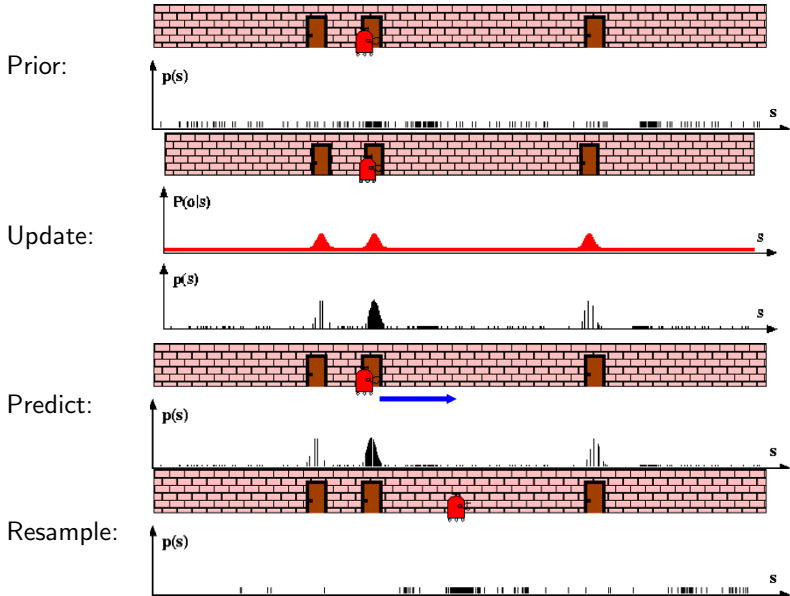 Prior:
p(s)
s
Update:
P(o|s)
s
p(s)
s
Predict:
p(s)
s
Resample:
p(s)
s